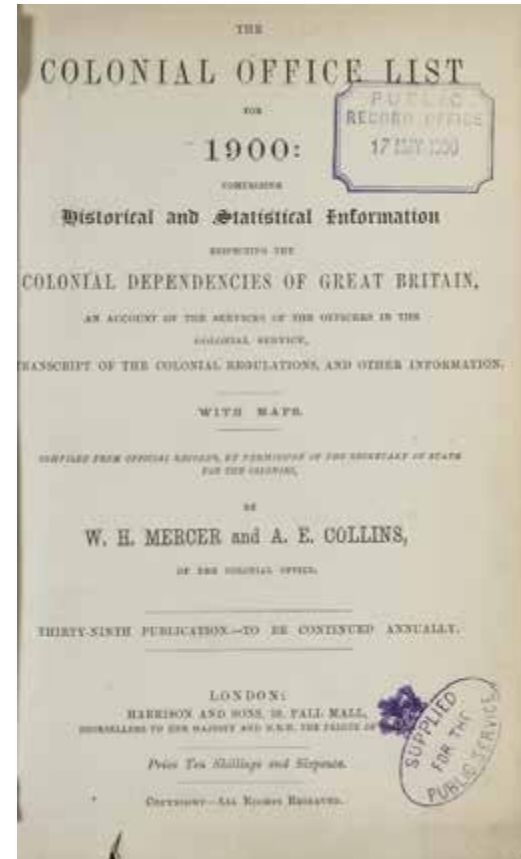 THE
COLONIAL OFFICE LIST
FOR
1900:
COMPRISING
Historical and Statistical Information
RESPECTING THE
COLONIAL DEPENDENCIES OF GREAT BRITAIN,
AN ACCOUNT OF THE SERVICES OF THE OFFICERS IN THE
COLONIAL SERVICE,
TRANSCRIPT OF THE COLONIAL REGULATIONS, AND OTHER INFORMATION.
WITH MAPS.
COMPILED FROM OFFICIAL RECORDS, BY PERMISSION OF THE SECRETARY OF STATE
FOR THE COLONIES,
BY
W. H. MERCER and A. E. COLLINS,
OF THE COLONIAL OFFICE.
THIRTY-NINTH PUBLICATION.—TO BE CONTINUED ANNUALLY.
LONDON:
HARRISON AND SONS, 59, PALL MALL,
BOOKSELLERS TO HER MAJESTY AND H.R.H. THE PRINCE OF
Price Ten Shillings and Sixpence.
COPYRIGHT—ALL RIGHTS RESERVED.
PUBLIC
RECORD OFFICE
17 MAY 1900
SUPPLIED
FOR THE
PUBLIC SERVICE